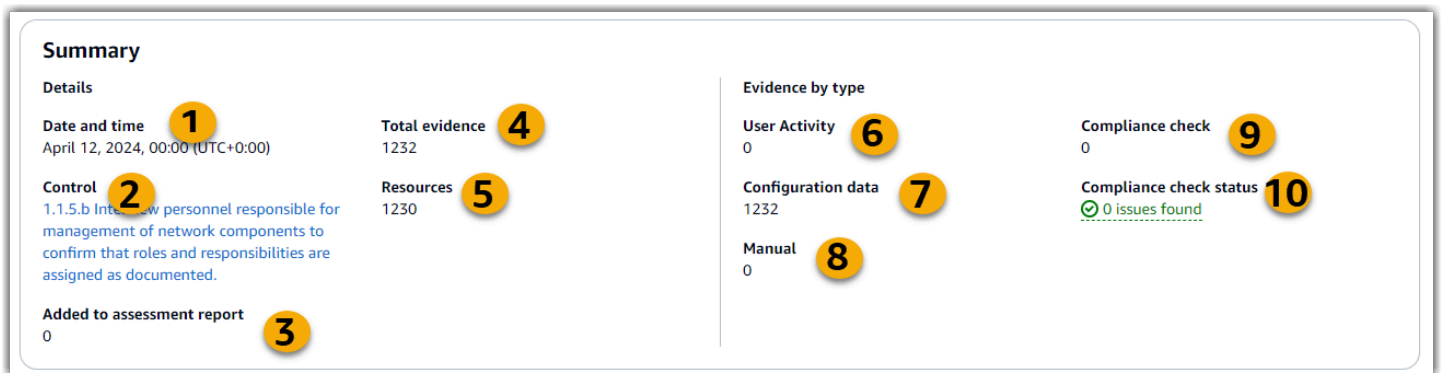 Summary
Details
Date and time 1
April 12, 2024, 00:00 (UTC+0:00)
Control 2
1.1.5.b personnel responsible for
management of network components to
confirm that roles and responsibilities are
assigned as documented.
Added to assessment report 3
0
Total evidence 4
1232
Resources 5
1230
Evidence by type
User Activity 6
0
Configuration data 7
1232
Manual 8
0
Compliance check 9
0
Compliance check status 10
0 issues found